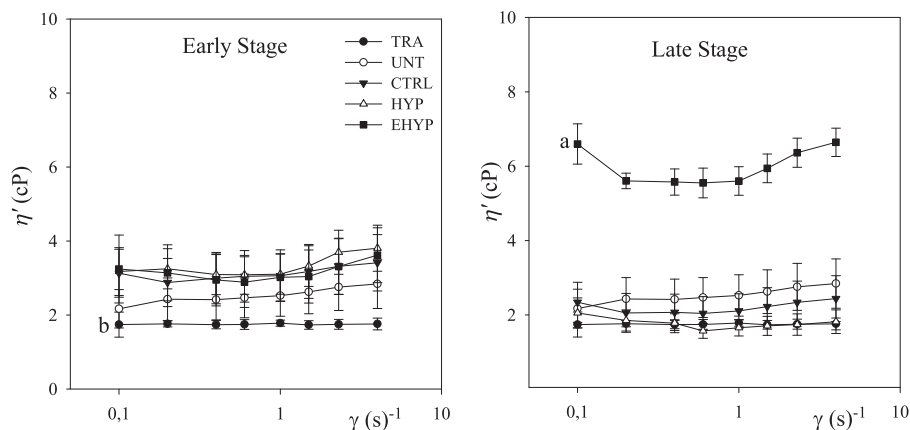 Early Stage
TRA
UNT
CTRL
HYP
EHYP
η′ (cP)
10
8
6
4
2
0
b
0,1
1
10
γ (s)-1
Late Stage
η′ (cP)
10
8
6
4
2
a
0,1
1
10
γ (s)-1